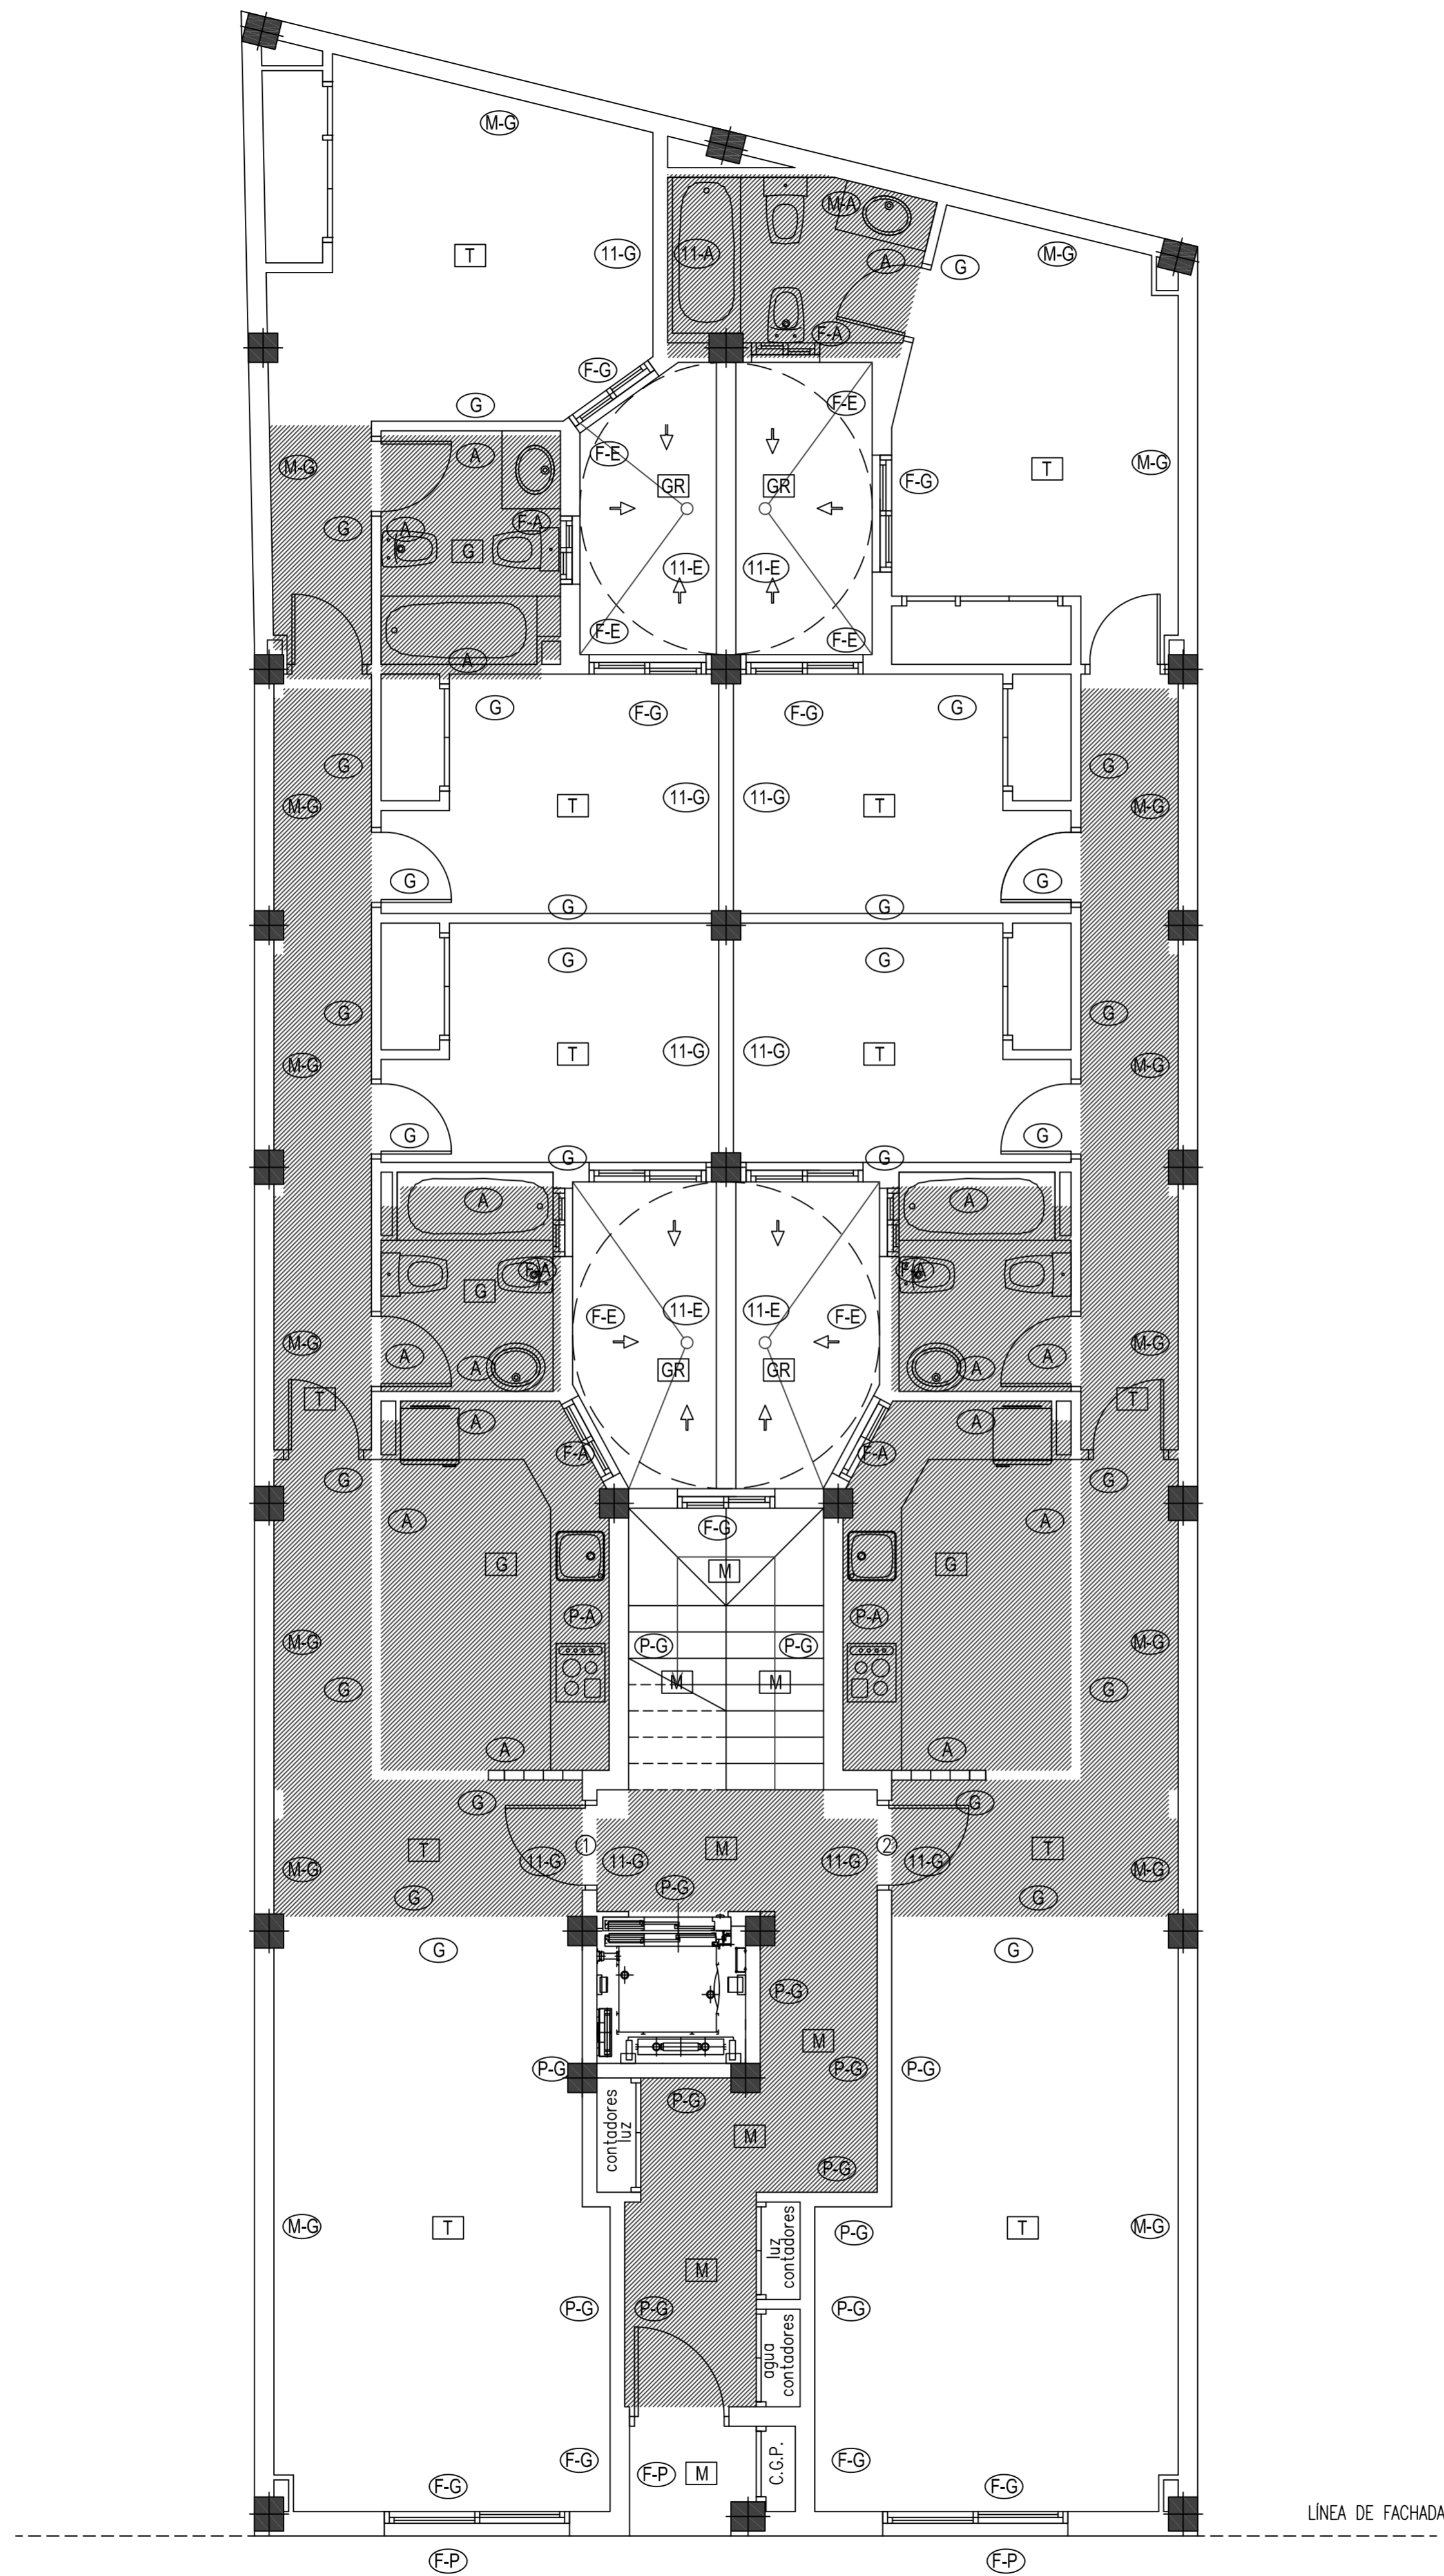 M-G
M-A
11-G
11-A
T
A
G
M-G
F-A
F-G
G
F-E
M-G
A
F-E
GR
GR
F-G
T
M-G
G
A
F-A
G
11-E
11-E
F-E
F-E
A
G
F-G
F-G
G
G
G
M-G
T
11-G
11-G
T
M-G
G
G
G
G
G
G
G
G
M-G
T
11-G
11-G
T
M-G
G
G
G
G
A
A
G
F-A
F-A
F-E
11-E
11-E
F-E
M-G
A
A
GR
GR
A
A
M-G
T
A
A
T
G
F-A
F-A
G
A
F-G
A
G
M
G
P-A
P-A
M-G
P-G
P-G
M-G
G
M
M
G
A
A
G
G
T
1
M
2
T
M-G
11-G
11-G
11-G
11-G
M-G
G
P-G
G
G
G
P-G
M
P-G
P-G
P-G
P-G
contadores
luz
M
P-G
M-G
T
P-G
T
M-G
luz
contadores
M
P-G
P-G
P-G
agua
contadores
F-G
F-P
M
C.G.P.
F-G
F-G
F-G
LÍNEA DE FACHADA
F-P
F-P